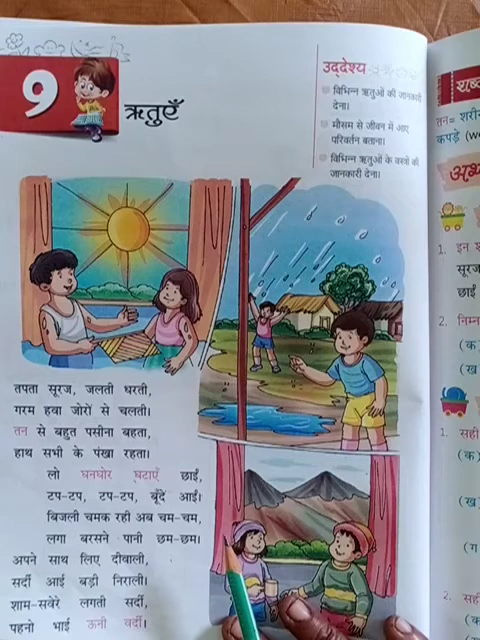 9
ऋतुएँ
उद्देश्य
विभिन्न ऋतुओं की जानकारी
देना।
मौसम से जीवन में आए
परिवर्तन बताना।
विभिन्न ऋतुओं के वस्त्रों की
जानकारी देना।
तपता सूरज, जलती धरती,
गरम हवा जोरों से चलती।
तन से बहुत पसीना बहता,
हाथ सभी के पंखा रहता।
लो घनघोर घटाएँ छाईं,
टप-टप, टप-टप, बूँदें आईं।
बिजली चमक रही अब चम-चम,
लगा बरसने पानी छम-छम।
अपने साथ लिए दीवाली,
सर्दी आई बड़ी निराली।
शाम-सवेरे लगती सर्दी,
पहनो भाई ऊनी वर्दी।
तन=
कपड़े
1. इन
सूरज
छाईं
2. निम्न
(क
(ख
1. सही
(क)
(ख)
(ग
2. सही